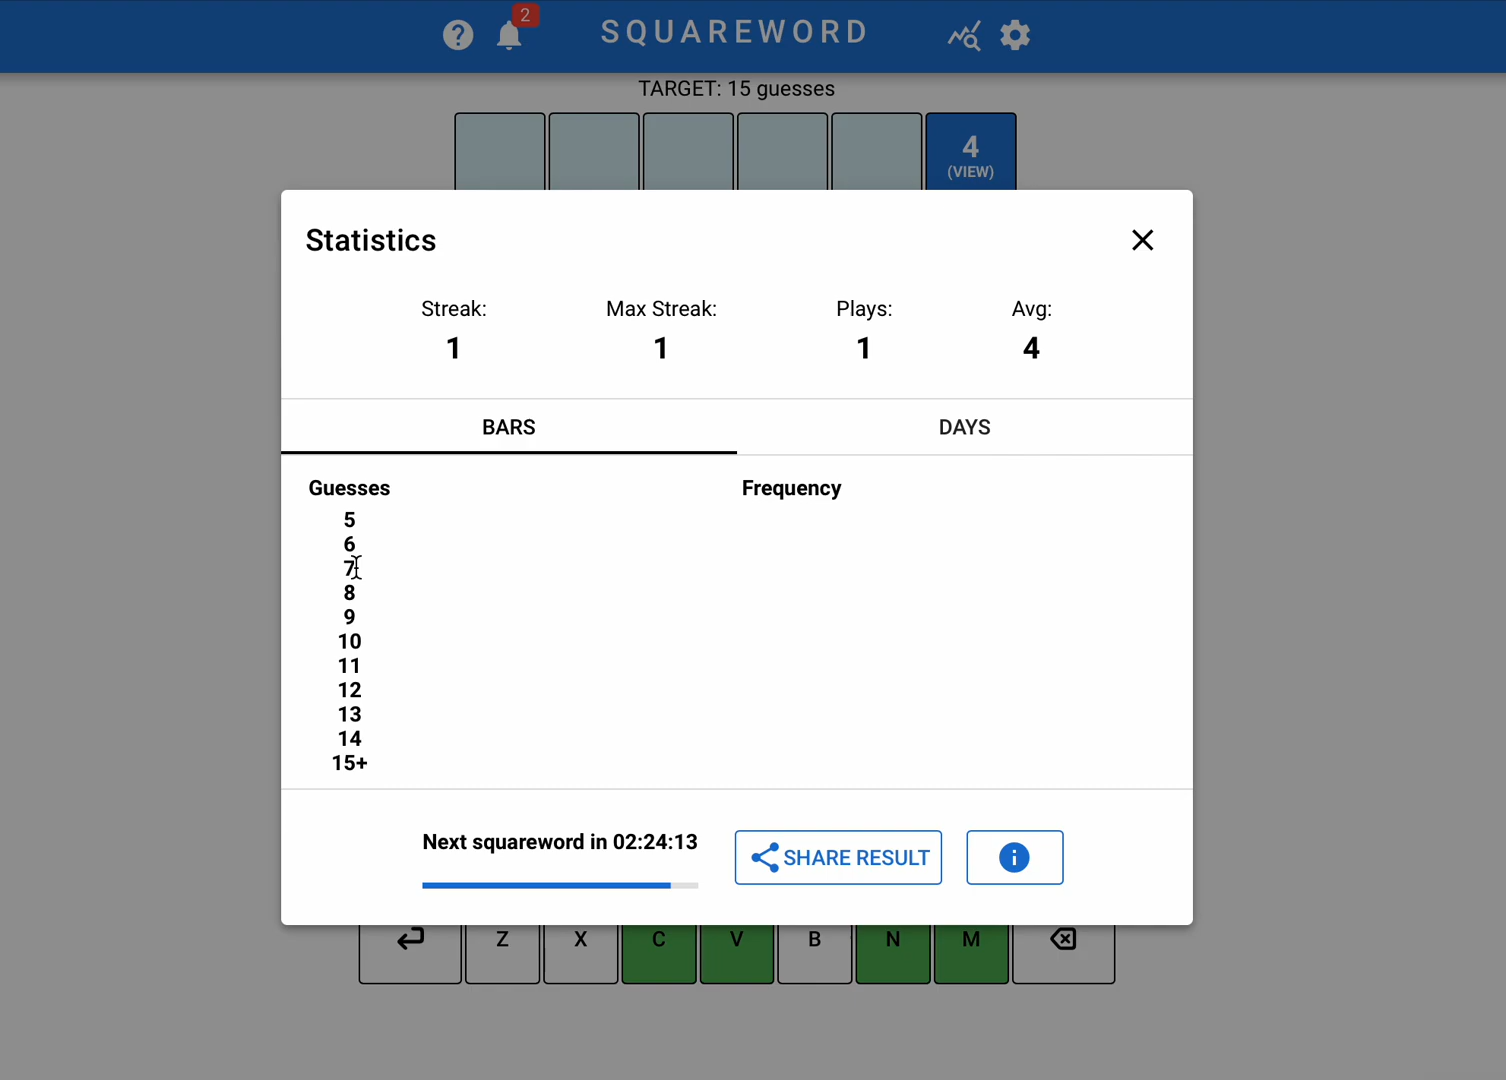 2
SQUAREWORD
TARGET: 15 guesses
4
(VIEW)
Statistics
Streak: Max Streak: Plays: Avg:
1 1 1 4
BARS DAYS
Guesses Frequency
5
6
7
8
9
10
11
12
13
14
15+
Next squareword in 02:24:13
SHARE RESULT
Z X C V B N M